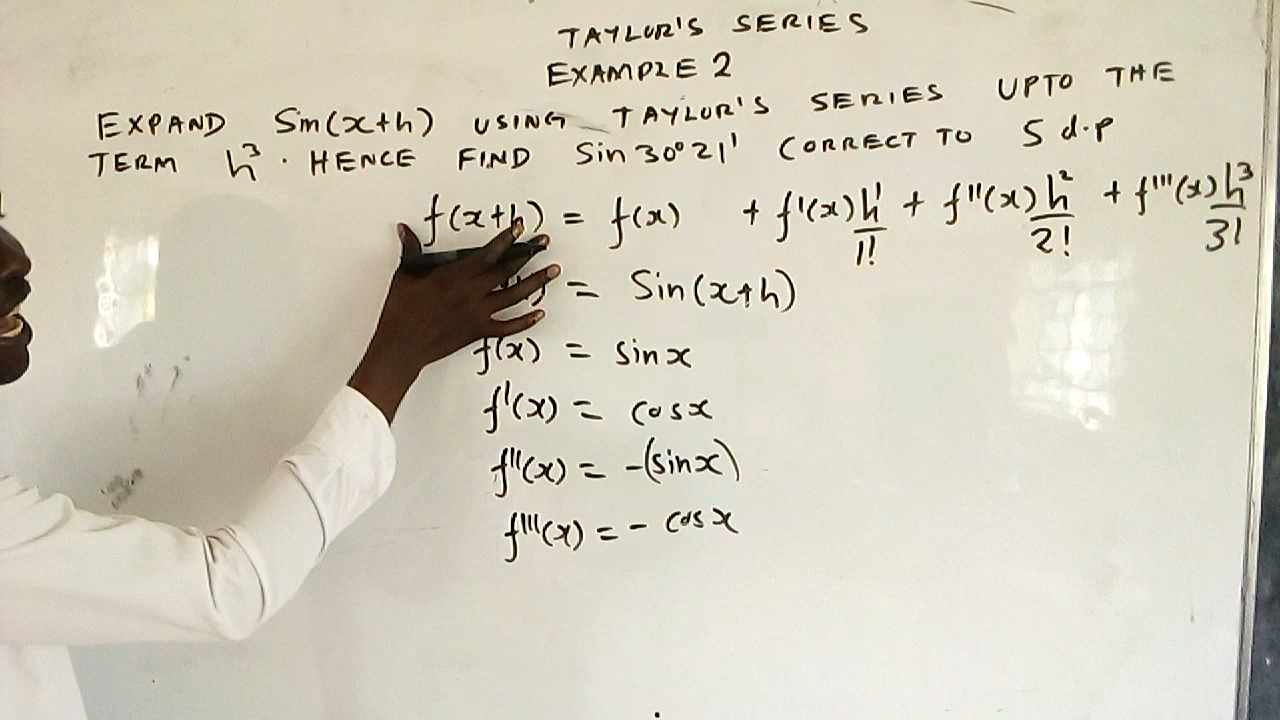 TAYLOR'S SERIES
EXAMPLE 2
EXPAND Sin(x+h) USING TAYLOR'S SERIES UPTO THE
TERM h³. HENCE FIND Sin 30°21' CORRECT TO 5 d.p
f(x+h) = f(x) + f'(x)h¹/1! + f''(x)h²/2! + f'''(x)h³/3!
= Sin(x+h)
f(x) = sinx
f'(x) = cosx
f''(x) = -(sinx)
f'''(x) = - cosx